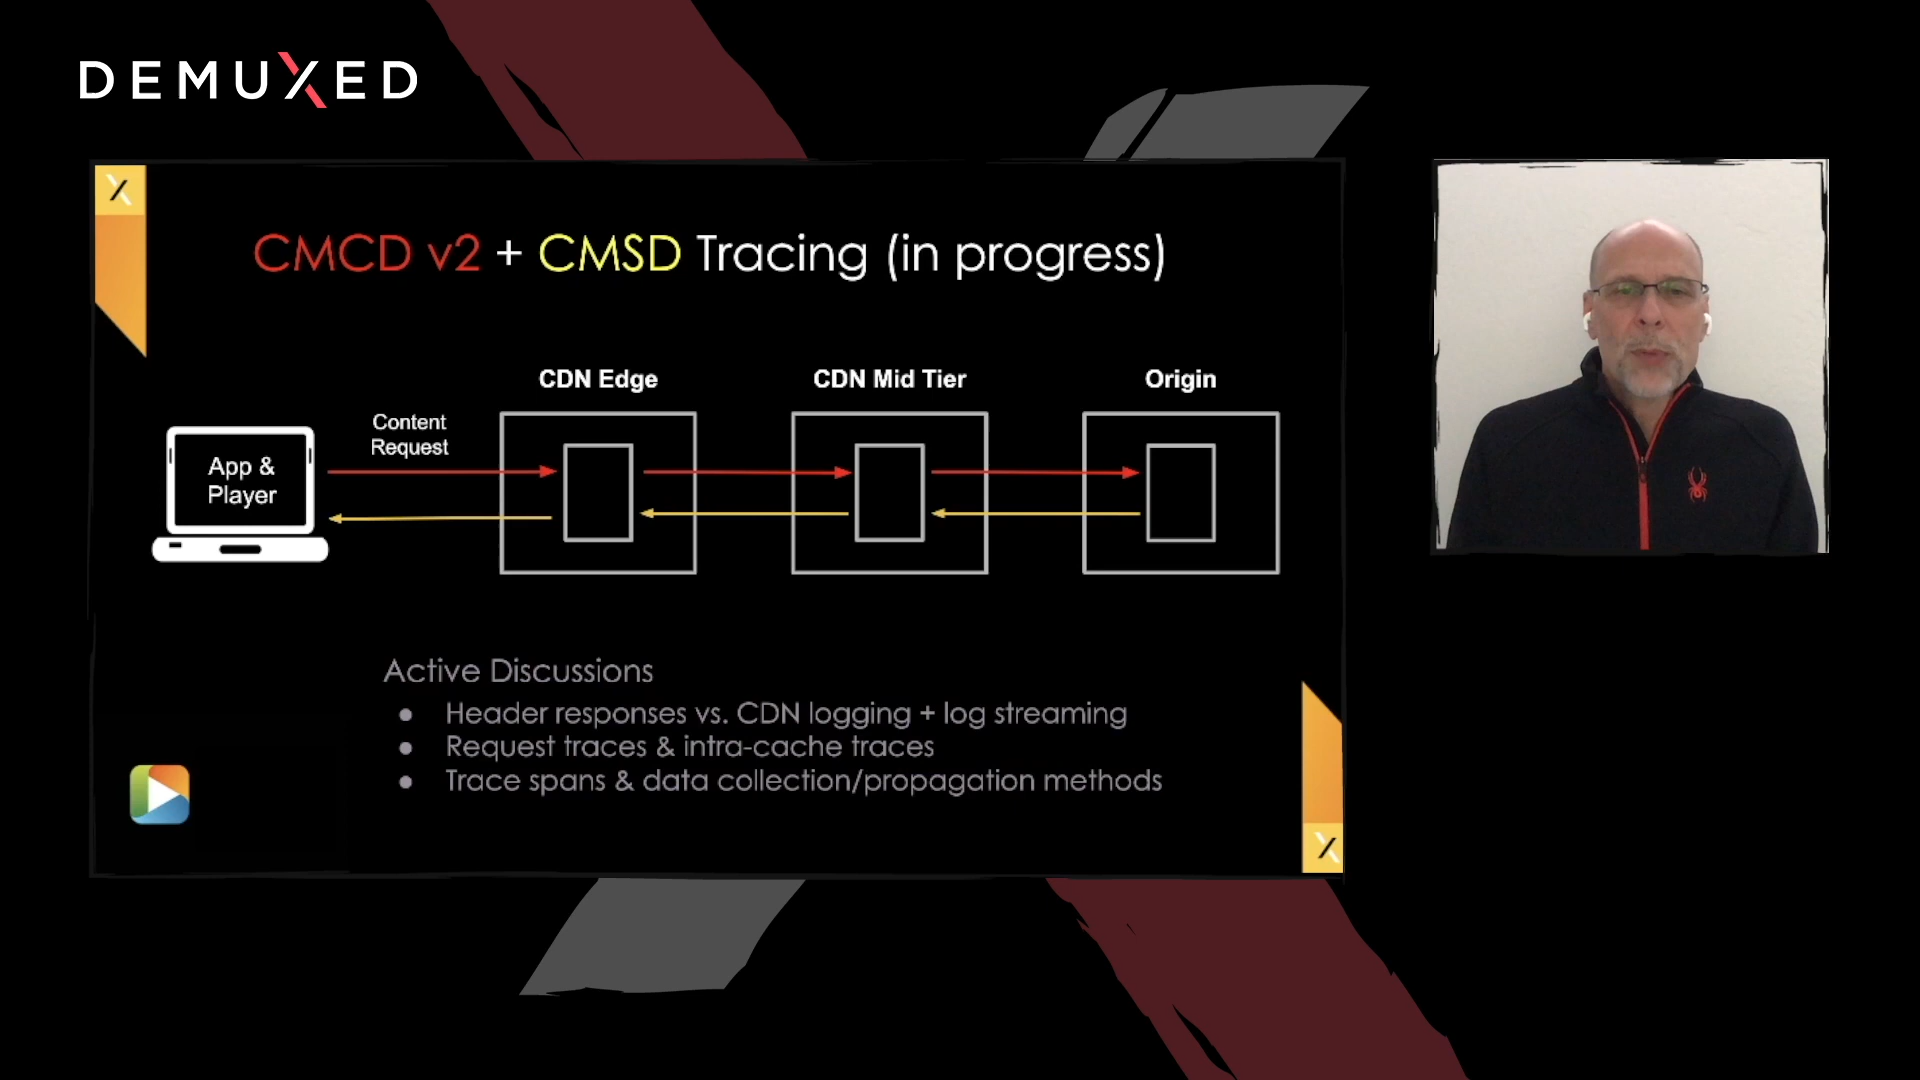 DEMUXED
CMCD v2 + CMSD Tracing (in progress)
CDN Edge
CDN Mid Tier
Origin
Content
Request
App &
Player
Active Discussions
● Header responses vs. CDN logging + log streaming
● Request traces & intra-cache traces
● Trace spans & data collection/propagation methods